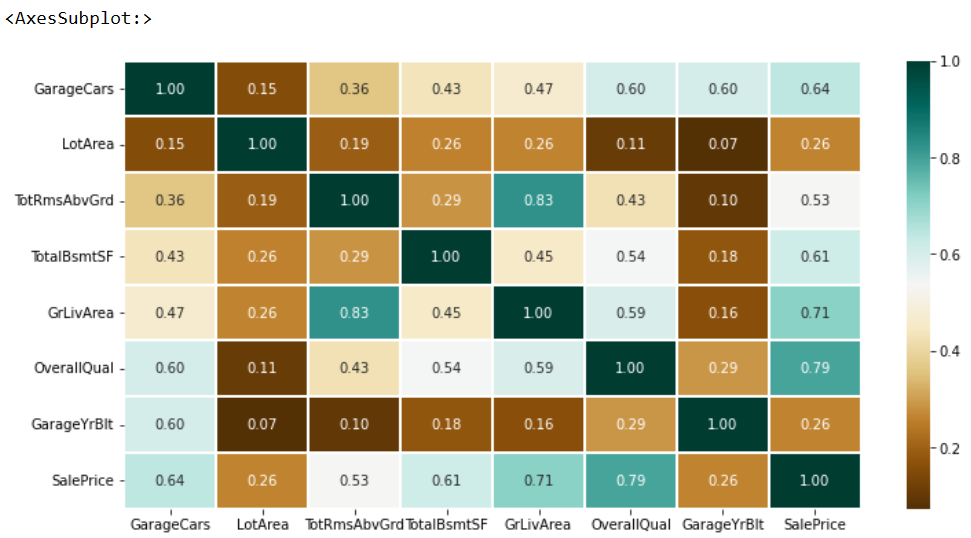 <AxesSubplot:>
1.0
GarageCars 1.00 0.15 0.36 0.43 0.47 0.60 0.60 0.64
LotArea 0.15 1.00 0.19 0.26 0.26 0.11 0.07 0.26
0.8
TotRmsAbvGrd 0.36 0.19 1.00 0.29 0.83 0.43 0.10 0.53
TotalBsmtSF 0.43 0.26 0.29 1.00 0.45 0.54 0.18 0.61
0.6
GrLivArea 0.47 0.26 0.83 0.45 1.00 0.59 0.16 0.71
0.4
OverallQual 0.60 0.11 0.43 0.54 0.59 1.00 0.29 0.79
GarageYrBlt 0.60 0.07 0.10 0.18 0.16 0.29 1.00 0.26
0.2
SalePrice 0.64 0.26 0.53 0.61 0.71 0.79 0.26 1.00
GarageCars LotArea TotRmsAbvGrd TotalBsmtSF GrLivArea OverallQual GarageYrBlt SalePrice